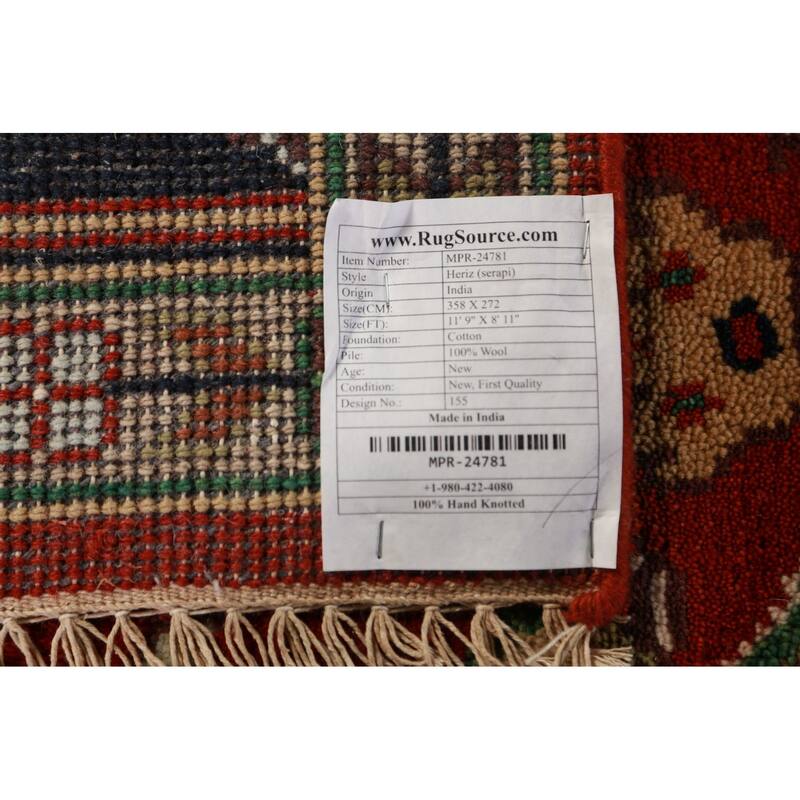 www.RugSource.com
Item Number: MPR-24781
Style Heriz (serapi)
Origin India
Size(CM): 358 X 272
Size(FT): 11' 9" X 8' 11"
Foundation: Cotton
Pile: 100% Wool
Age: New
Condition: New, First Quality
Design No.: 155
Made in India
MPR-24781
+1-980-422-4080
100% Hand Knotted